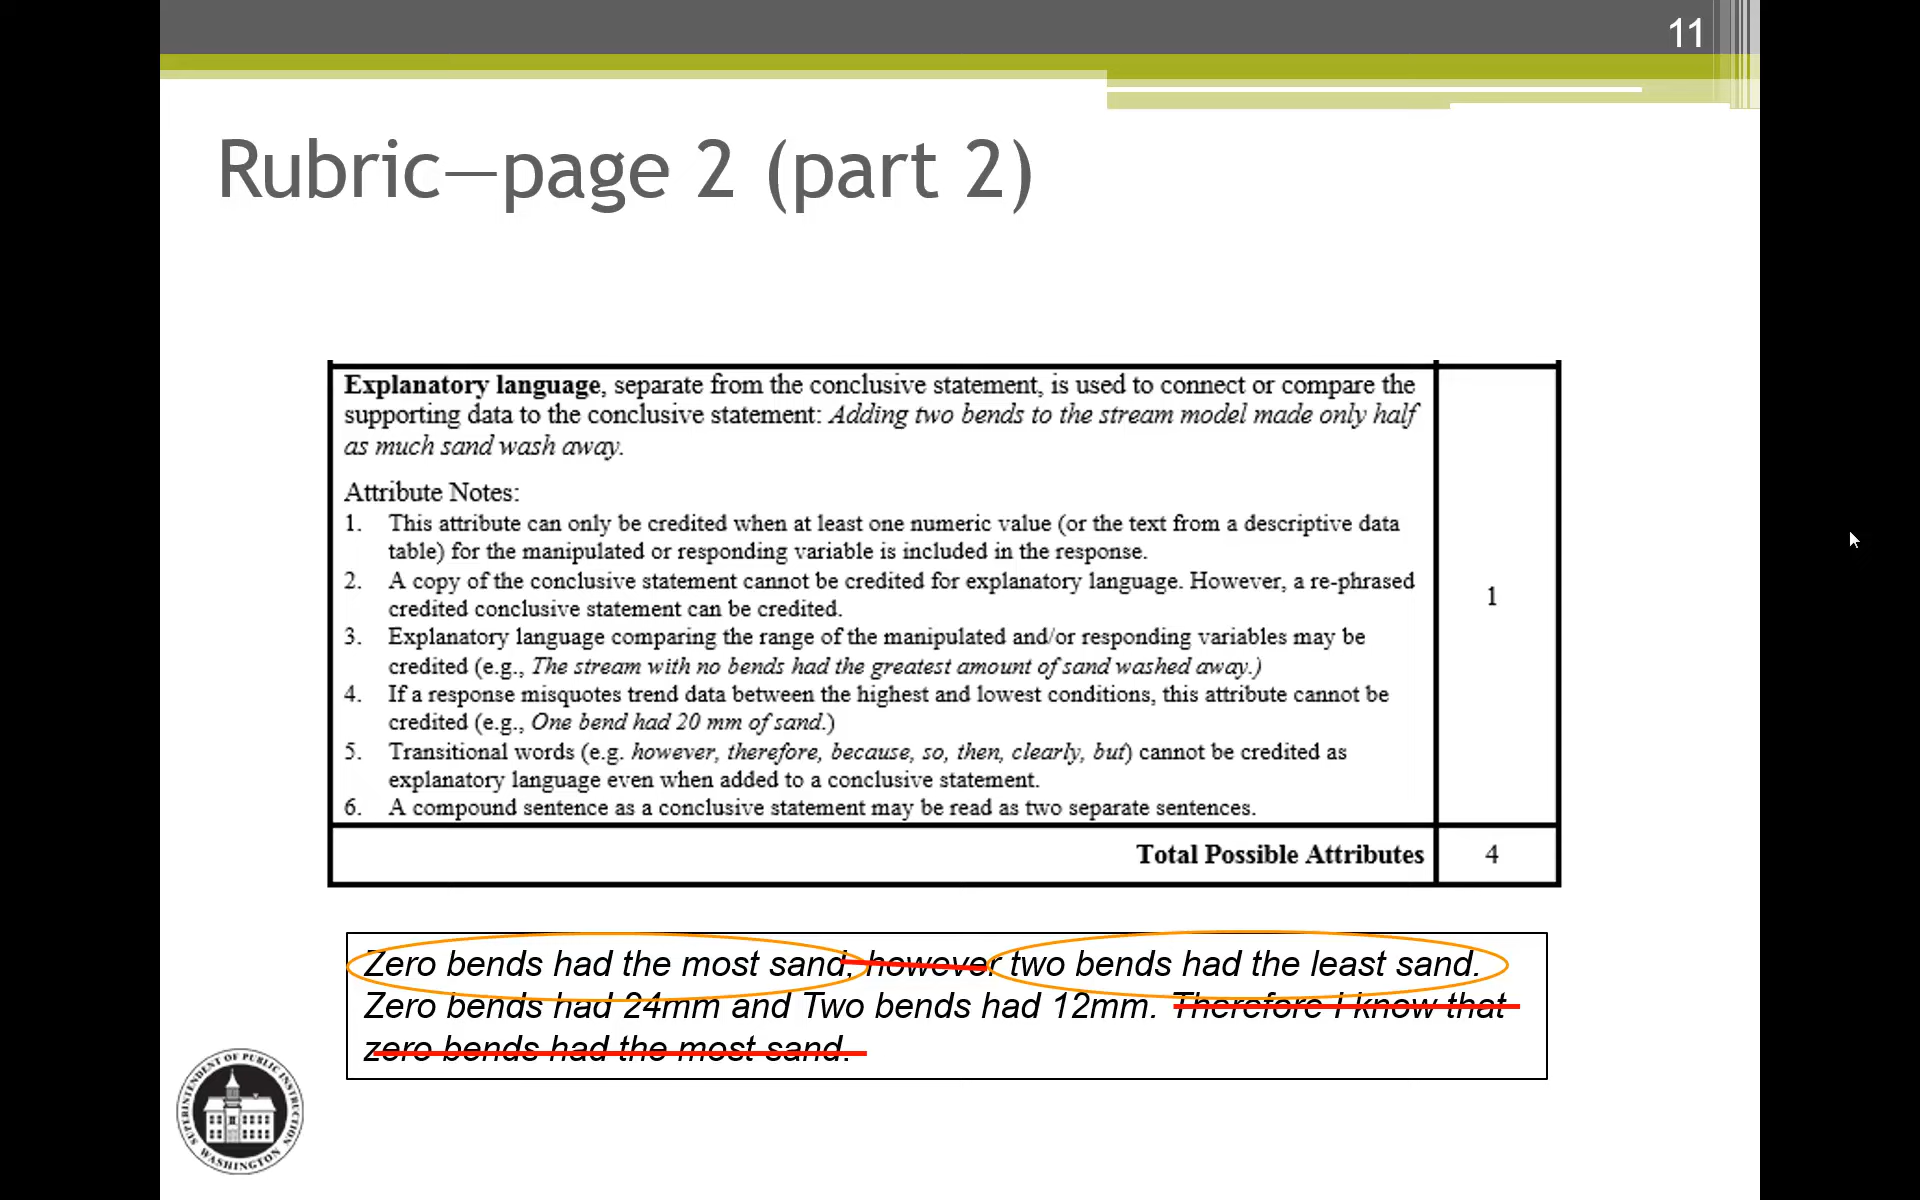 11
Rubric—page 2 (part 2)
Explanatory language, separate from the conclusive statement, is used to connect or compare the
supporting data to the conclusive statement: Adding two bends to the stream model made only half
as much sand wash away.
Attribute Notes:
1. This attribute can only be credited when at least one numeric value (or the text from a descriptive data
table) for the manipulated or responding variable is included in the response.
2. A copy of the conclusive statement cannot be credited for explanatory language. However, a re-phrased
credited conclusive statement can be credited.
3. Explanatory language comparing the range of the manipulated and/or responding variables may be
credited (e.g., The stream with no bends had the greatest amount of sand washed away.)
4. If a response misquotes trend data between the highest and lowest conditions, this attribute cannot be
credited (e.g., One bend had 20 mm of sand.)
5. Transitional words (e.g. however, therefore, because, so, then, clearly, but) cannot be credited as
explanatory language even when added to a conclusive statement.
6. A compound sentence as a conclusive statement may be read as two separate sentences.
1
Total Possible Attributes 4
Zero bends had the most sand, however two bends had the least sand.
Zero bends had 24mm and Two bends had 12mm. Therefore I know that
zero bends had the most sand.
SUPERINTENDENT OF PUBLIC INSTRUCTION
WASHINGTON